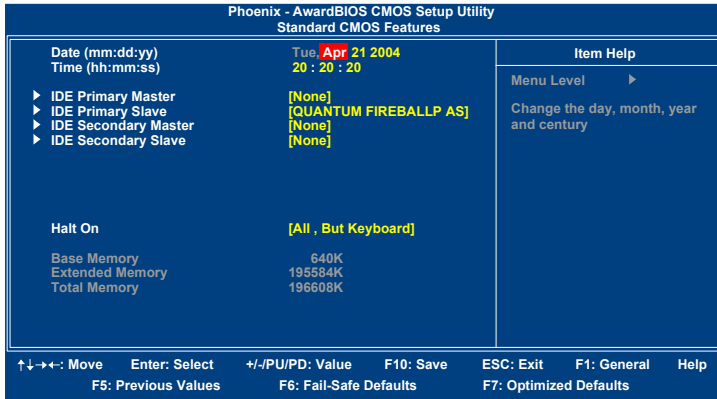 Phoenix - AwardBIOS CMOS Setup Utility
Standard CMOS Features
Date (mm:dd:yy) Tue, Apr 21 2004
Time (hh:mm:ss) 20 : 20 : 20
IDE Primary Master [None]
IDE Primary Slave [QUANTUM FIREBALLP AS]
IDE Secondary Master [None]
IDE Secondary Slave [None]
Halt On [All , But Keyboard]
Base Memory 640K
Extended Memory 195584K
Total Memory 196608K
Item Help
Menu Level
Change the day, month, year
and century
↑↓→←: Move Enter: Select +/-/PU/PD: Value F10: Save ESC: Exit F1: General Help
F5: Previous Values F6: Fail-Safe Defaults F7: Optimized Defaults